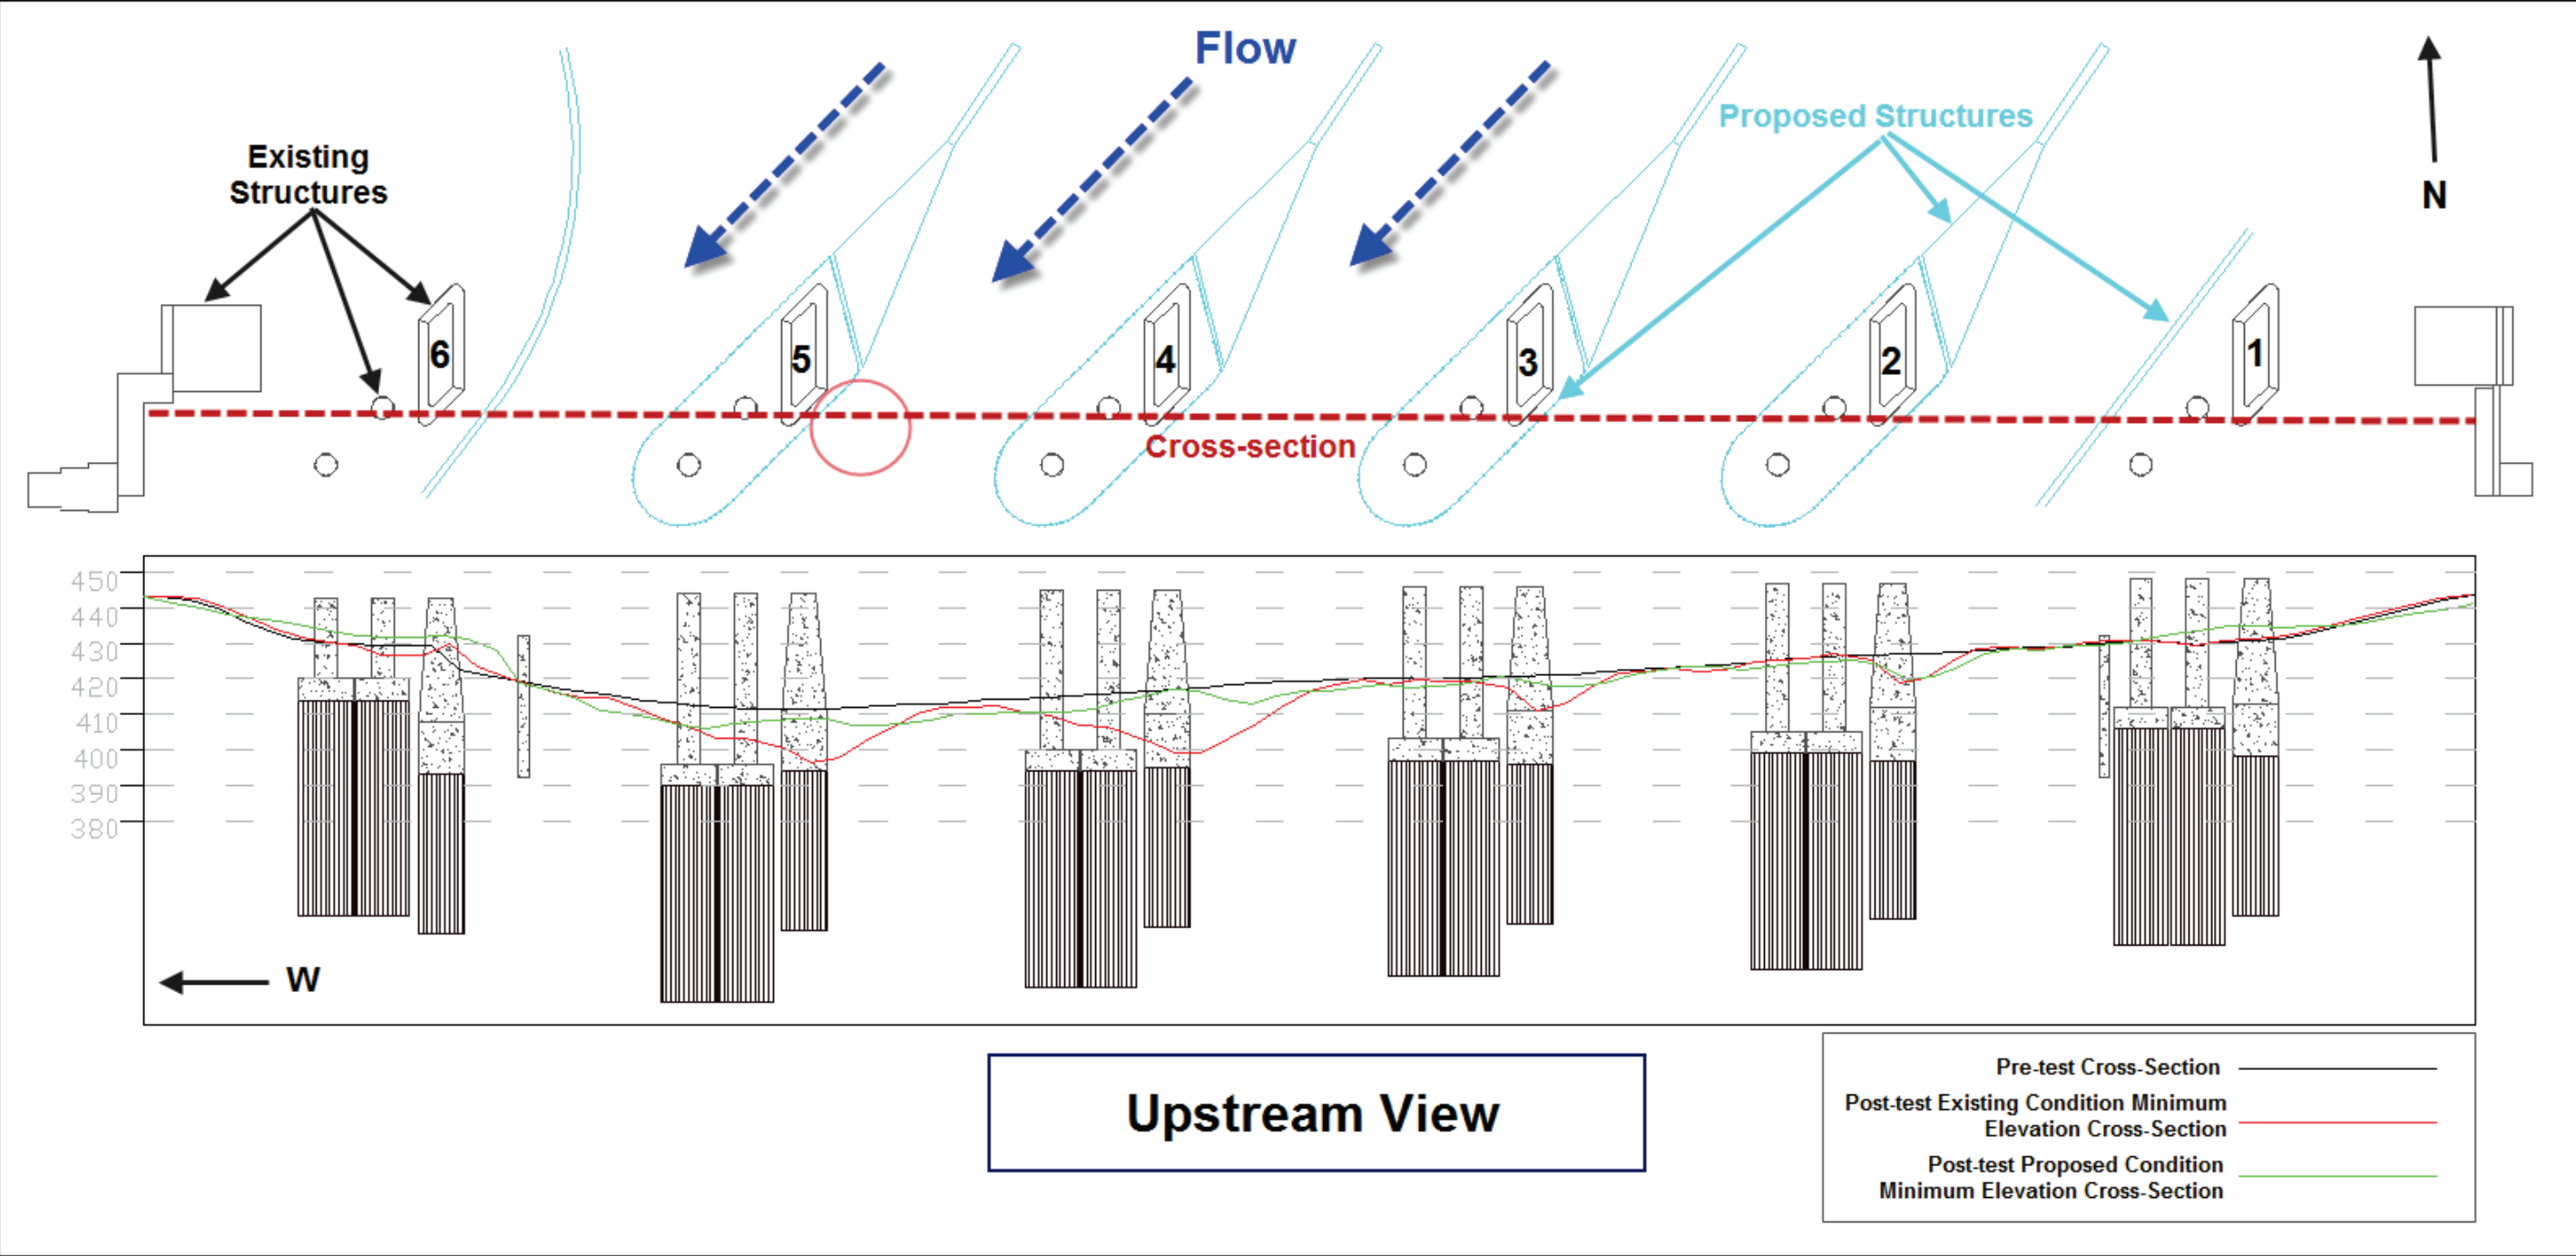 Flow
Proposed Structures
Existing
Structures
N
6
5
4
3
2
1
Cross-section
450
440
430
420
410
400
390
380
W
Upstream View
Pre-test Cross-Section
Post-test Existing Condition Minimum
Elevation Cross-Section
Post-test Proposed Condition
Minimum Elevation Cross-Section